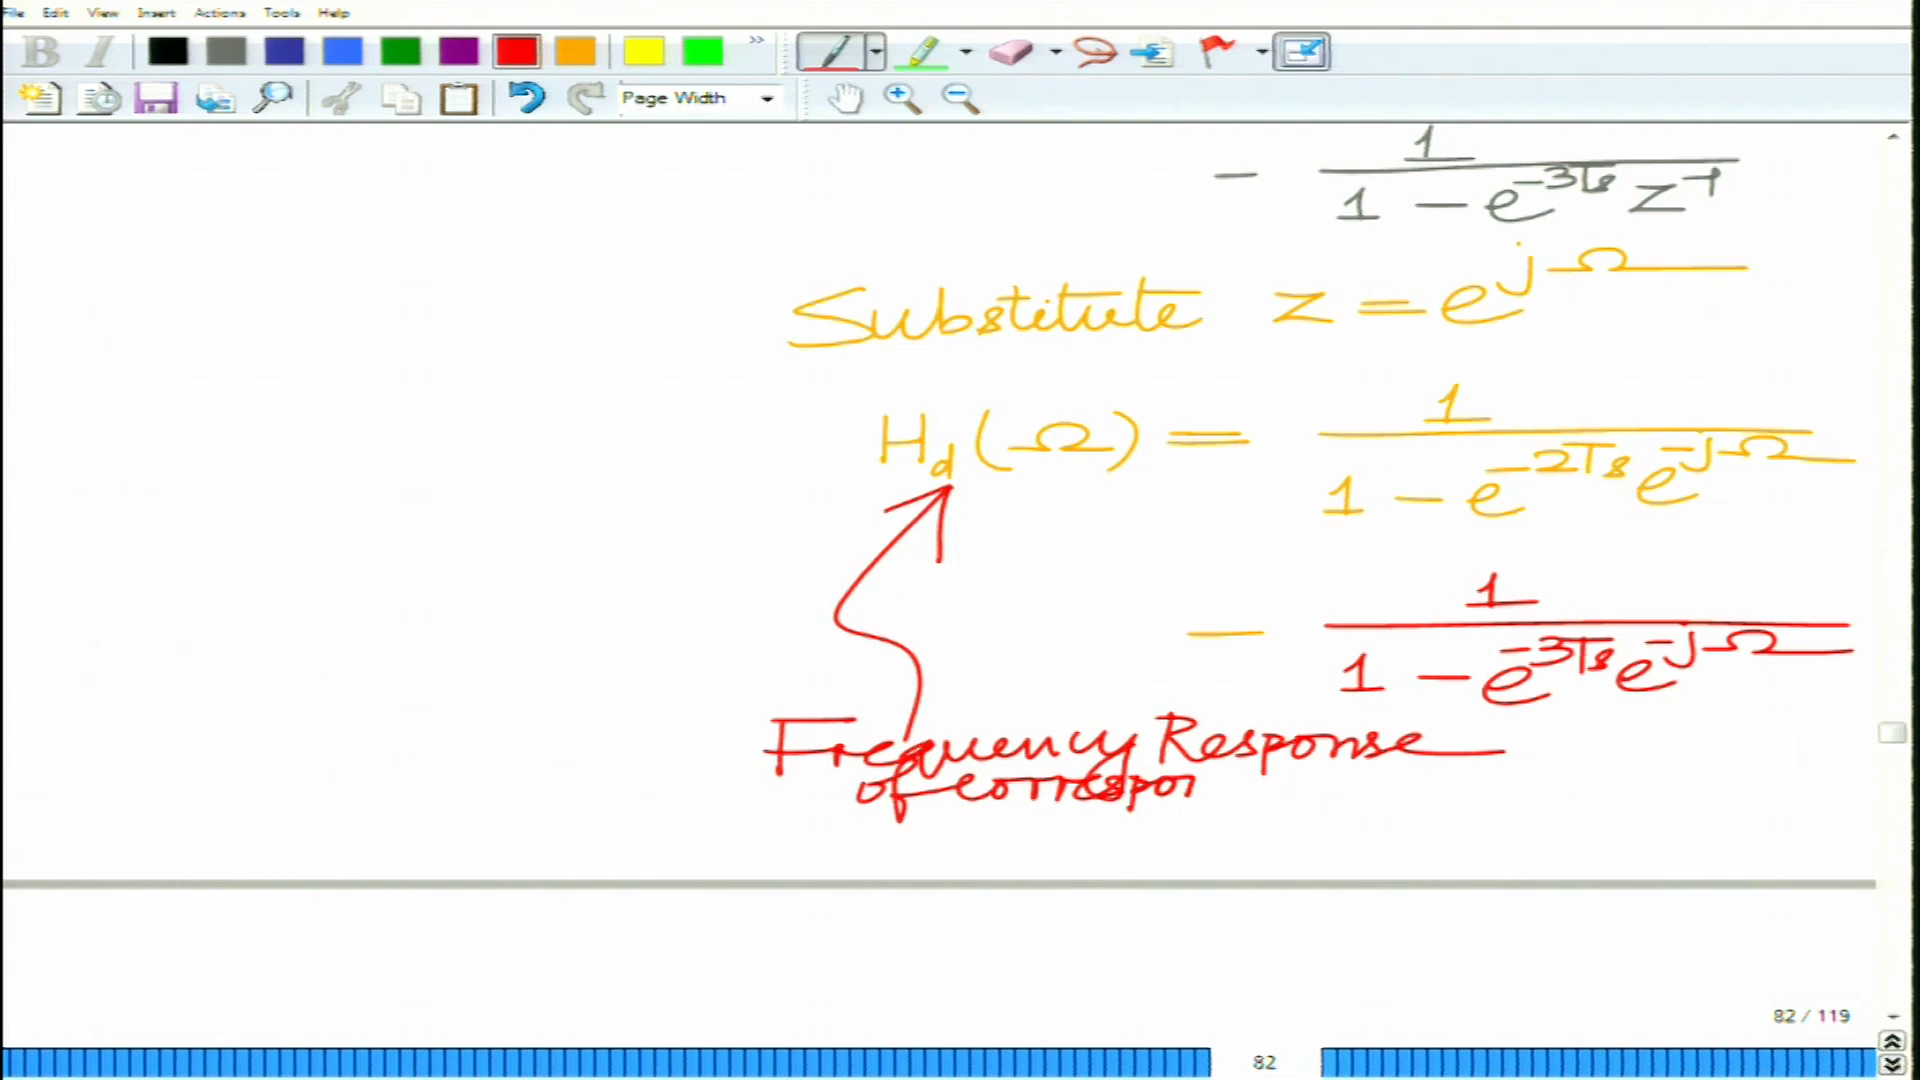 File Edit View Insert Actions Tools Help
B I
Page Width
- 1 / (1 - e^{-3Ts} z^{-1})
Substitute z = e^{jΩ}
H_d(Ω) = 1 / (1 - e^{-2Ts} e^{-jΩ})
- 1 / (1 - e^{-3Ts} e^{-jΩ})
Frequency Response
of correspon
82 / 119
82